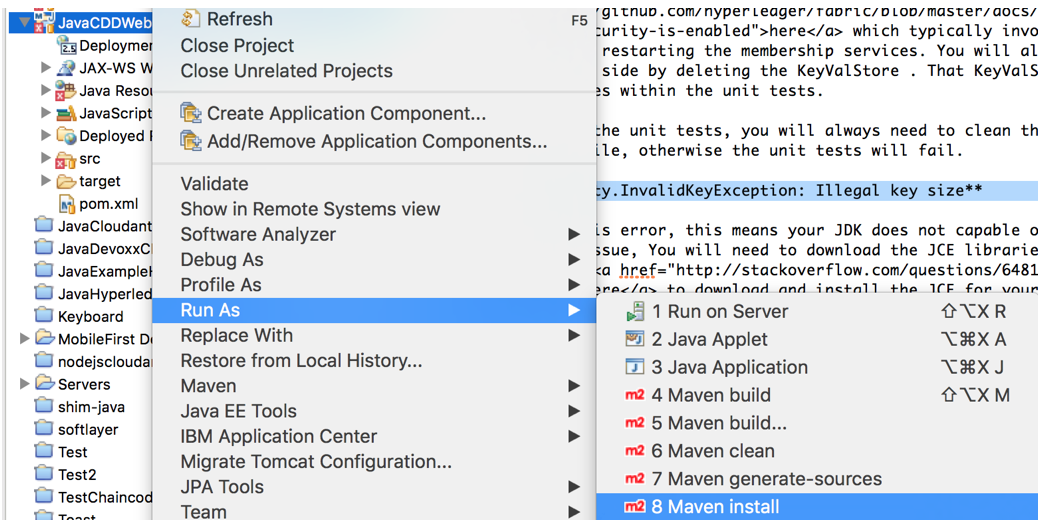 JavaCDDWeb
Deploymen
JAX-WS W
Java Resou
JavaScript
Deployed
src
target
pom.xml
JavaCloudant
JavaDevoxxCl
JavaExample
JavaHyperled
Keyboard
MobileFirst De
nodejscloudan
Servers
shim-java
softlayer
Test
Test2
TestChaincod
Toast
Refresh F5
Close Project
Close Unrelated Projects
Create Application Component...
Add/Remove Application Components...
Validate
Show in Remote Systems view
Software Analyzer
Debug As
Profile As
Run As
Replace With
Restore from Local History...
Maven
Java EE Tools
IBM Application Center
Migrate Tomcat Configuration...
JPA Tools
Team
/github.com/hyperledger/fabric/blob/master/docs/
curity-is-enabled">here</a> which typically invo
restarting the membership services. You will al
side by deleting the KeyValStore . That KeyValS
es within the unit tests.
the unit tests, you will always need to clean th
ile, otherwise the unit tests will fail.
ty.InvalidKeyException: Illegal key size**
is error, this means your JDK does not capable o
ssue, You will need to download the JCE librarie
<a href="http://stackoverflow.com/questions/6481
ere</a> to download and install the JCE for your
1 Run on Server ⇧⌥X R
2 Java Applet ⌥⌘X A
3 Java Application ⌥⌘X J
m2 4 Maven build ⇧⌥X M
m2 5 Maven build...
m2 6 Maven clean
m2 7 Maven generate-sources
m2 8 Maven install